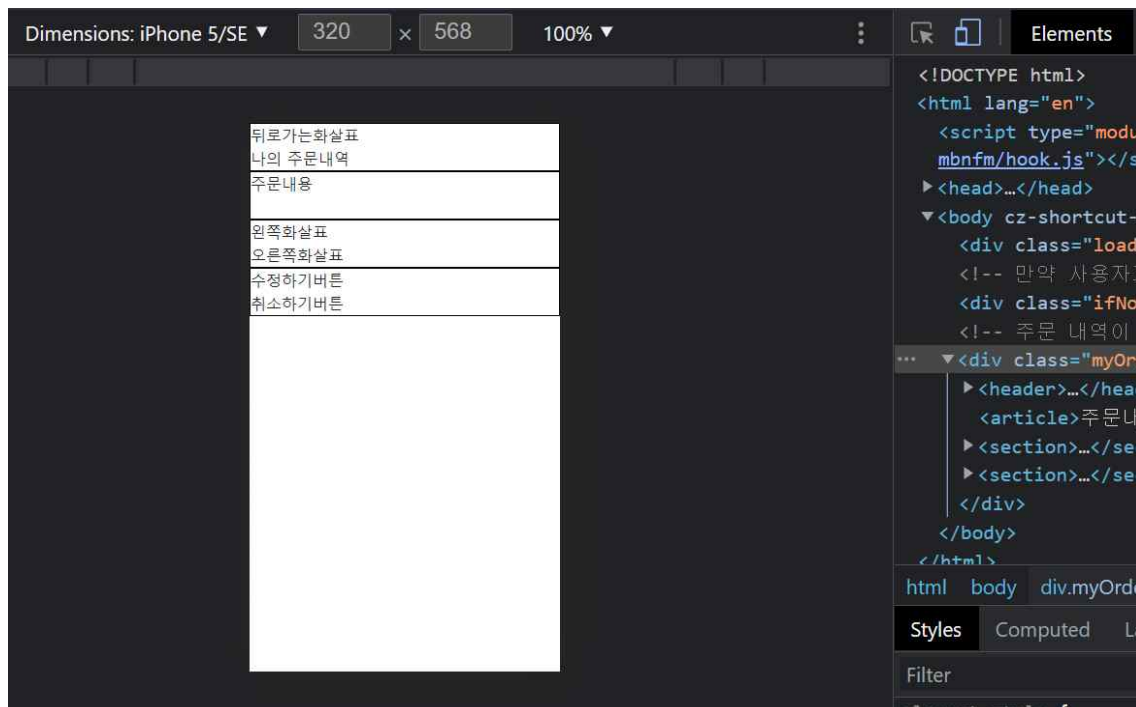 Dimensions: iPhone 5/SE ▼ 320 × 568 100% ▼
Elements
뒤로가는화살표
나의 주문내역
주문내용
왼쪽화살표
오른쪽화살표
수정하기버튼
취소하기버튼
<!DOCTYPE html>
<html lang="en">
<script type="modu
mbnfm/hook.js"></s
▶<head>…</head>
▼<body cz-shortcut-
<div class="load
<!-- 만약 사용자
<div class="ifNo
<!-- 주문 내역이
… ▼<div class="myOr
▶<header>…</hea
<article>주문내
▶<section>…</se
▶<section>…</se
</div>
</body>
</html>
html body div.myOrd
Styles Computed La
Filter